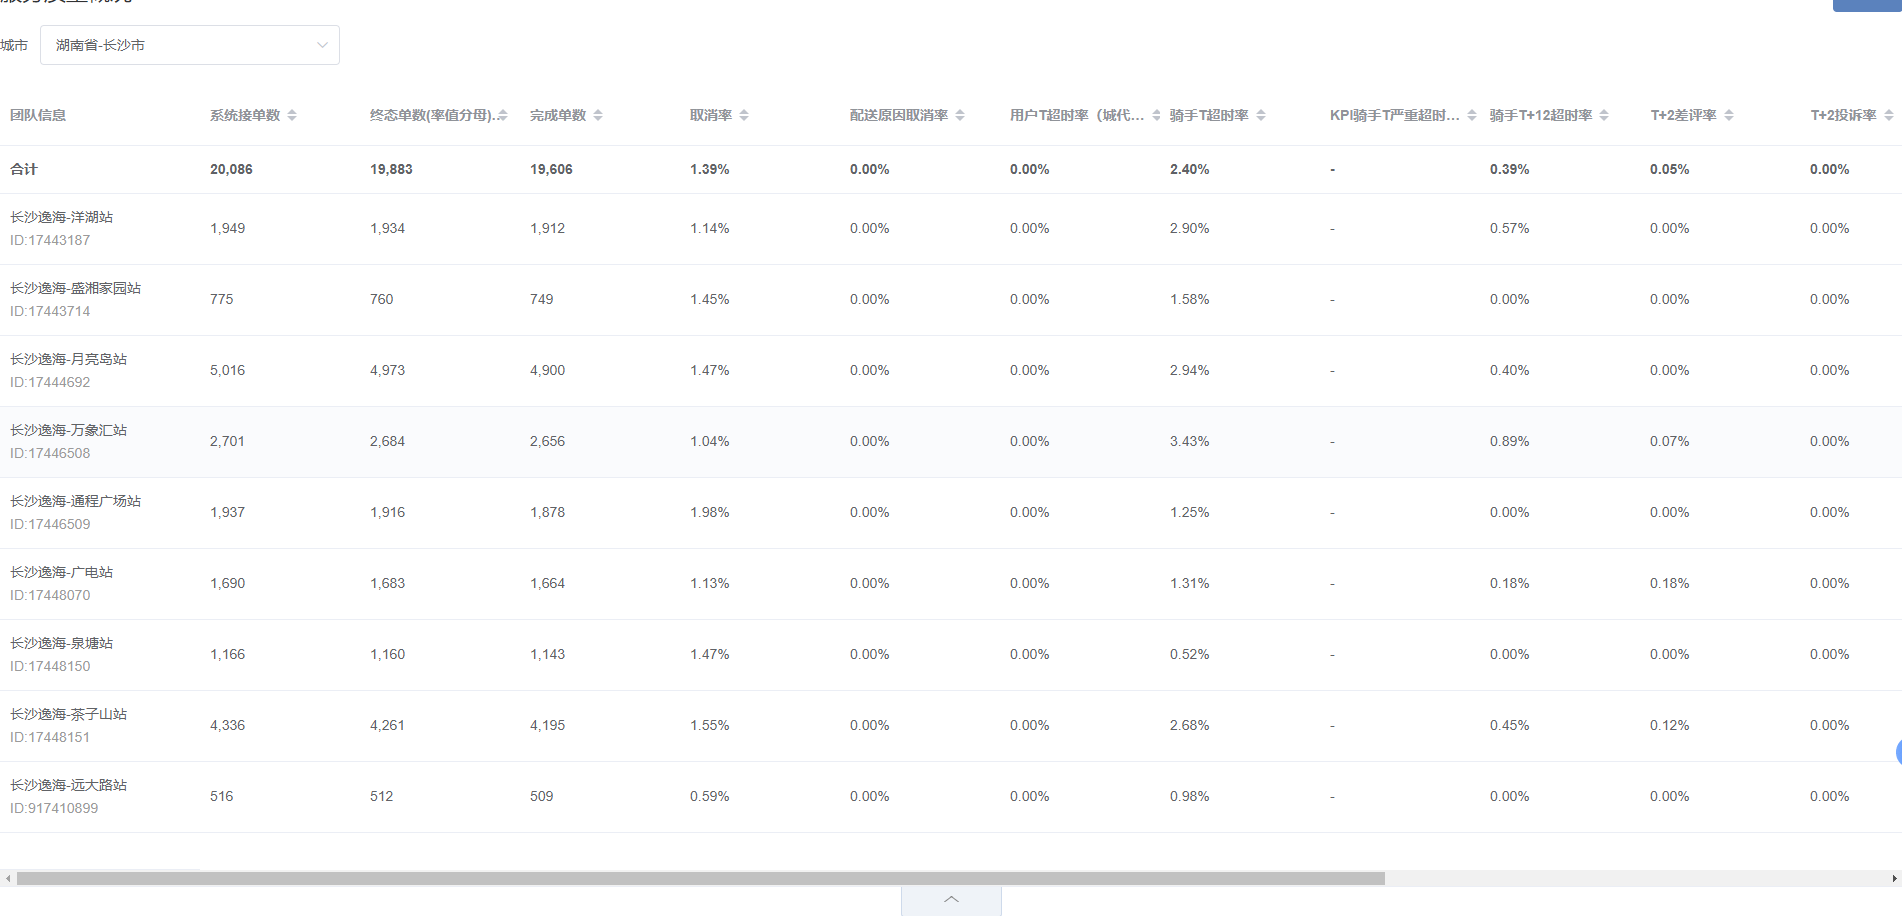 服务质量概况
城市 湖南省-长沙市
团队信息 系统接单数 终态单数(率值分母)... 完成单数 取消率 配送原因取消率 用户T超时率（城代... 骑手T超时率 KPI骑手T严重超时... 骑手T+12超时率 T+2差评率 T+2投诉率
合计 20,086 19,883 19,606 1.39% 0.00% 0.00% 2.40% - 0.39% 0.05% 0.00%
长沙逸海-洋湖站
ID:17443187
1,949 1,934 1,912 1.14% 0.00% 0.00% 2.90% - 0.57% 0.00% 0.00%
长沙逸海-盛湘家园站
ID:17443714
775 760 749 1.45% 0.00% 0.00% 1.58% - 0.00% 0.00% 0.00%
长沙逸海-月亮岛站
ID:17444692
5,016 4,973 4,900 1.47% 0.00% 0.00% 2.94% - 0.40% 0.00% 0.00%
长沙逸海-万象汇站
ID:17446508
2,701 2,684 2,656 1.04% 0.00% 0.00% 3.43% - 0.89% 0.07% 0.00%
长沙逸海-通程广场站
ID:17446509
1,937 1,916 1,878 1.98% 0.00% 0.00% 1.25% - 0.00% 0.00% 0.00%
长沙逸海-广电站
ID:17448070
1,690 1,683 1,664 1.13% 0.00% 0.00% 1.31% - 0.18% 0.18% 0.00%
长沙逸海-泉塘站
ID:17448150
1,166 1,160 1,143 1.47% 0.00% 0.00% 0.52% - 0.00% 0.00% 0.00%
长沙逸海-茶子山站
ID:17448151
4,336 4,261 4,195 1.55% 0.00% 0.00% 2.68% - 0.45% 0.12% 0.00%
长沙逸海-远大路站
ID:917410899
516 512 509 0.59% 0.00% 0.00% 0.98% - 0.00% 0.00% 0.00%